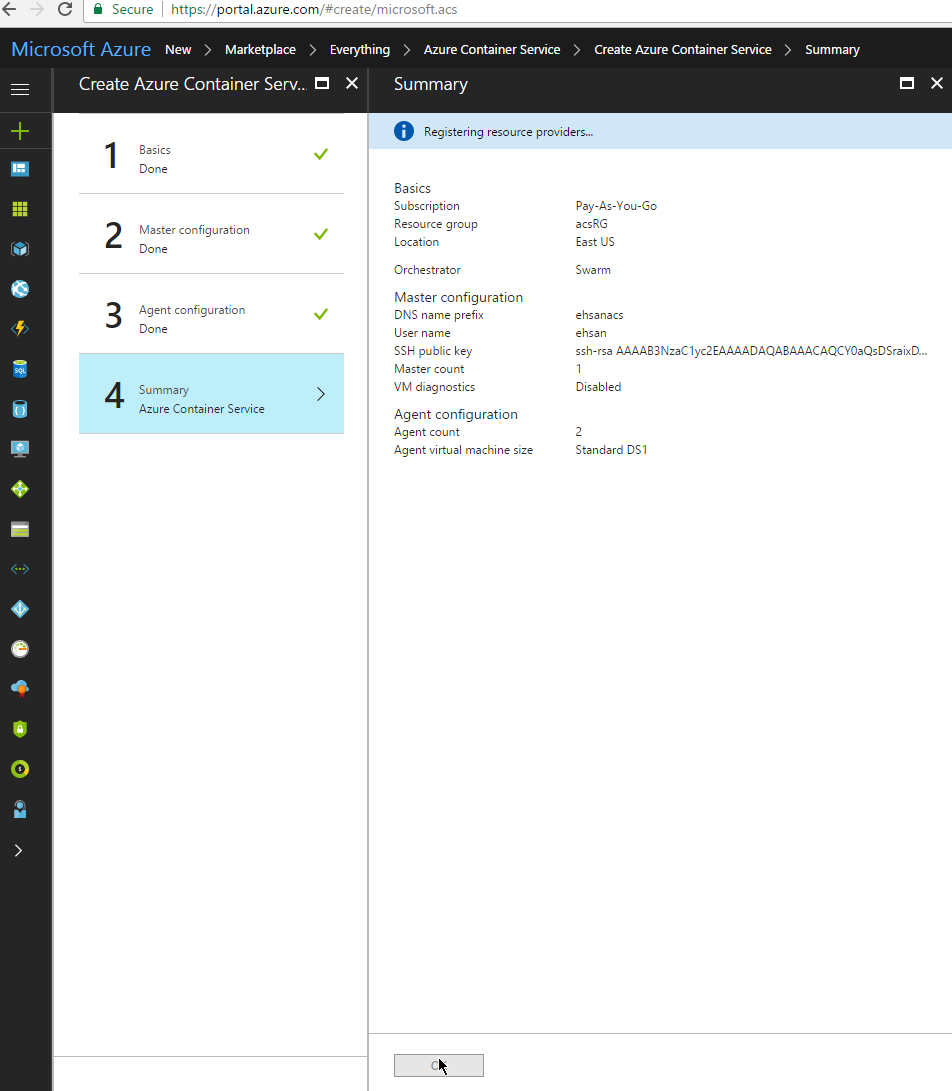 Secure https://portal.azure.com/#create/microsoft.acs
Microsoft Azure New Marketplace Everything Azure Container Service Create Azure Container Service Summary
Create Azure Container Serv...
1
Basics
Done
2
Master configuration
Done
3
Agent configuration
Done
4
Summary
Azure Container Service
Summary
Registering resource providers...
Basics
Subscription Pay-As-You-Go
Resource group acsRG
Location East US
Orchestrator Swarm
Master configuration
DNS name prefix ehsanacs
User name ehsan
SSH public key ssh-rsa AAAAB3NzaC1yc2EAAAADAQABAAACAQCY0aQsDSraixD...
Master count 1
VM diagnostics Disabled
Agent configuration
Agent count 2
Agent virtual machine size Standard DS1